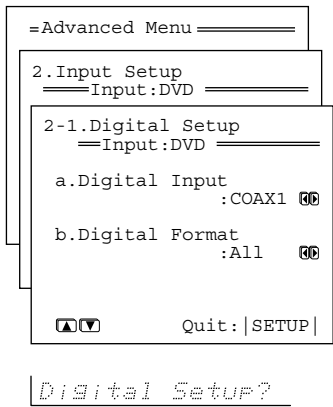 Advanced Menu
2.Input Setup
Input:DVD
2-1.Digital Setup
Input:DVD
a.Digital Input
:COAX1
b.Digital Format
:All
Quit:|SETUP|
Digital Setup?